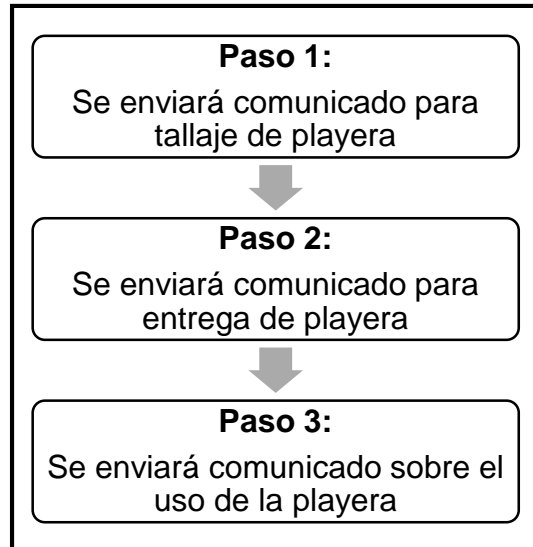 Paso 1:
Se enviará comunicado para
tallaje de playera
Paso 2:
Se enviará comunicado para
entrega de playera
Paso 3:
Se enviará comunicado sobre el
uso de la playera